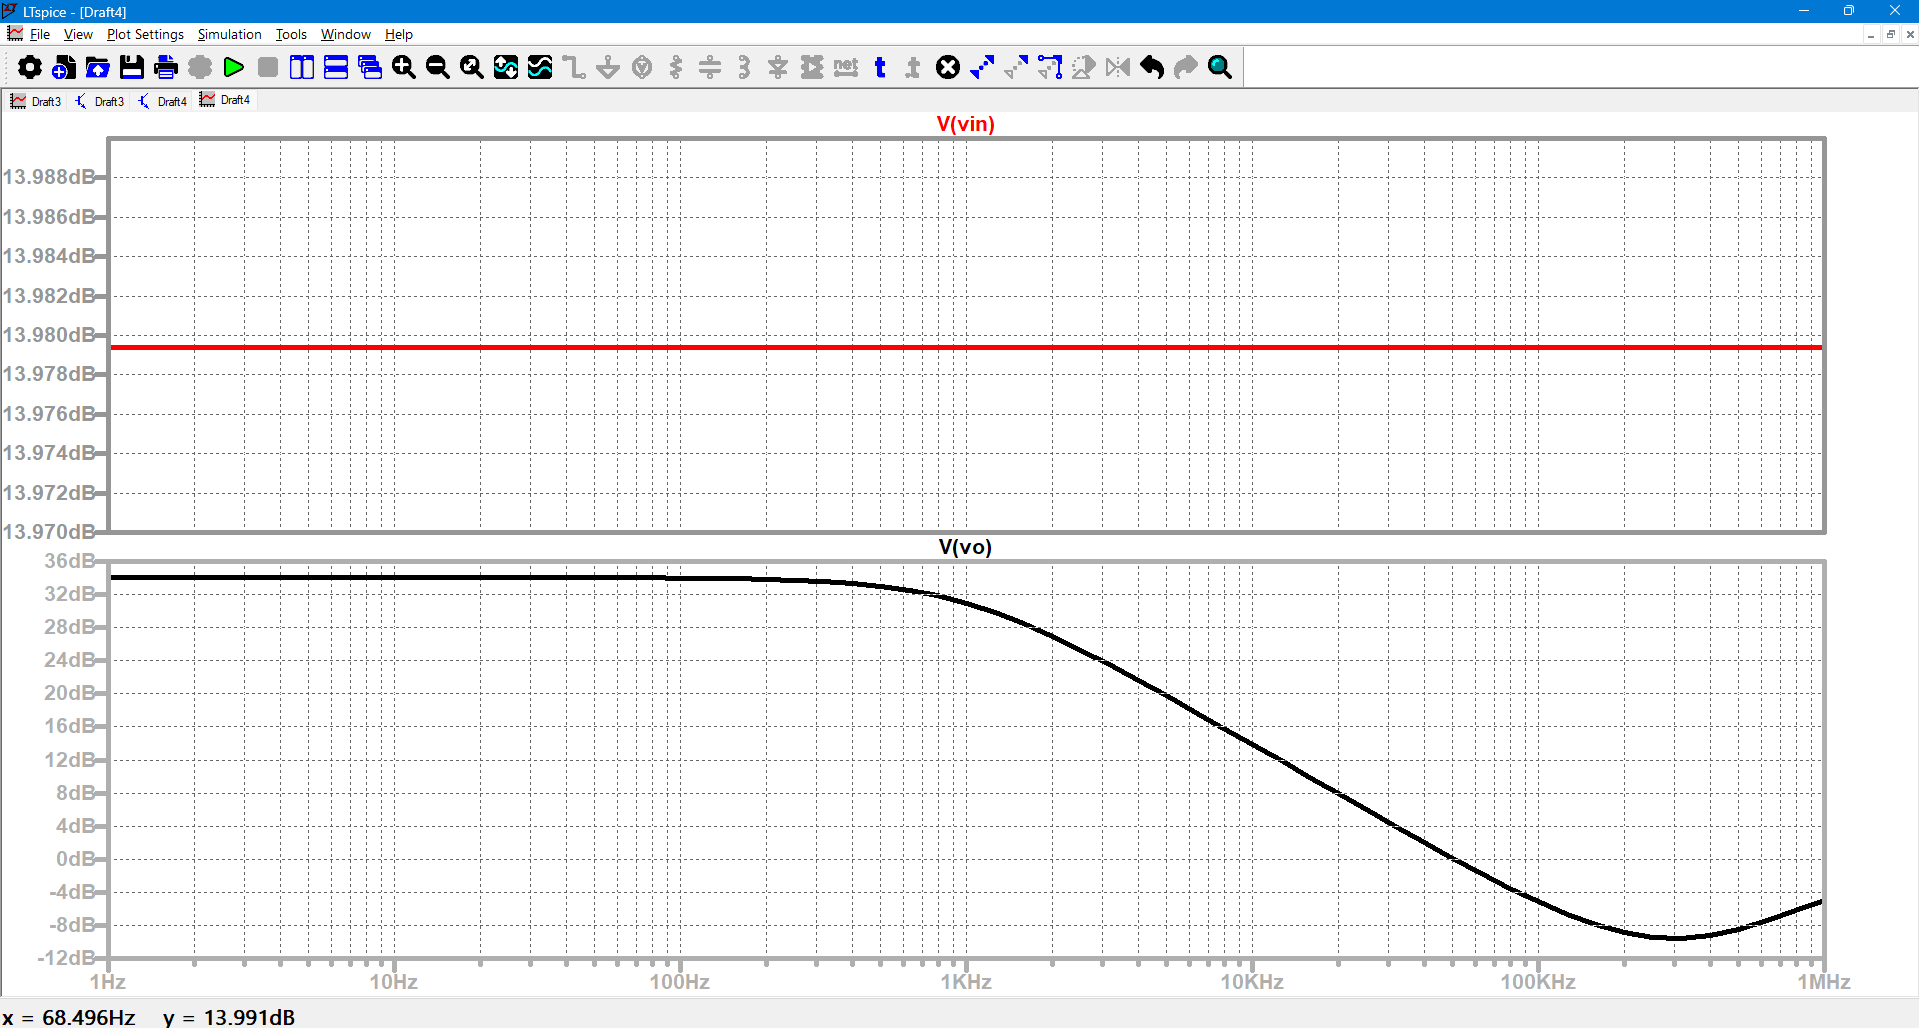 LTspice - [Draft4]
File View Plot Settings Simulation Tools Window Help
net t t
Draft3 Draft3 Draft4 Draft4
V(vin)
13.988dB
13.986dB
13.984dB
13.982dB
13.980dB
13.978dB
13.976dB
13.974dB
13.972dB
13.970dB
V(vo)
36dB
32dB
28dB
24dB
20dB
16dB
12dB
8dB
4dB
0dB
-4dB
-8dB
-12dB
1Hz 10Hz 100Hz 1KHz 10KHz 100KHz 1MHz
x = 68.496Hz y = 13.991dB